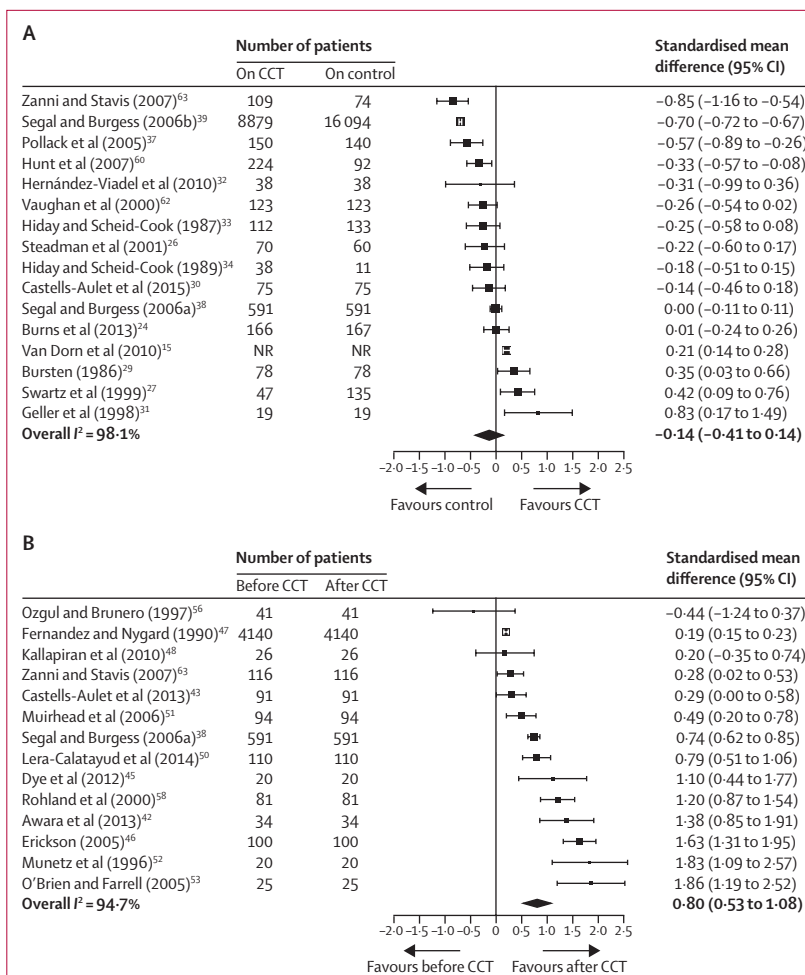 A
Number of patients Standardised mean
difference (95% CI)
On CCT On control
Zanni and Stavis (2007)⁶³ 109 74 −0·85 (−1·16 to −0·54)
Segal and Burgess (2006b)³⁹ 8879 16 094 −0·70 (−0·72 to −0·67)
Pollack et al (2005)³⁷ 150 140 −0·57 (−0·89 to −0·26)
Hunt et al (2007)⁶⁰ 224 92 −0·33 (−0·57 to −0·08)
Hernández-Viadel et al (2010)³² 38 38 −0·31 (−0·99 to 0·36)
Vaughan et al (2000)⁶² 123 123 −0·26 (−0·54 to 0·02)
Hiday and Scheid-Cook (1987)³³ 112 133 −0·25 (−0·58 to 0·08)
Steadman et al (2001)²⁶ 70 60 −0·22 (−0·60 to 0·17)
Hiday and Scheid-Cook (1989)³⁴ 38 11 −0·18 (−0·51 to 0·15)
Castells-Aulet et al (2015)³⁰ 75 75 −0·14 (−0·46 to 0·18)
Segal and Burgess (2006a)³⁸ 591 591 0·00 (−0·11 to 0·11)
Burns et al (2013)²⁴ 166 167 0·01 (−0·24 to 0·26)
Van Dorn et al (2010)¹⁵ NR NR 0·21 (0·14 to 0·28)
Bursten (1986)²⁹ 78 78 0·35 (0·03 to 0·66)
Swartz et al (1999)²⁷ 47 135 0·42 (0·09 to 0·76)
Geller et al (1998)³¹ 19 19 0·83 (0·17 to 1·49)
Overall I² = 98·1% −0·14 (−0·41 to 0·14)
−2·0 −1·5 −1·0 −0·5 0 0·5 1·0 1·5 2·0 2·5
Favours control Favours CCT
B
Number of patients Standardised mean
difference (95% CI)
Before CCT After CCT
Ozgul and Brunero (1997)⁵⁶ 41 41 −0·44 (−1·24 to 0·37)
Fernandez and Nygard (1990)⁴⁷ 4140 4140 0·19 (0·15 to 0·23)
Kallapiran et al (2010)⁴⁸ 26 26 0·20 (−0·35 to 0·74)
Zanni and Stavis (2007)⁶³ 116 116 0·28 (0·02 to 0·53)
Castells-Aulet et al (2013)⁴³ 91 91 0·29 (0·00 to 0·58)
Muirhead et al (2006)⁵¹ 94 94 0·49 (0·20 to 0·78)
Segal and Burgess (2006a)³⁸ 591 591 0·74 (0·62 to 0·85)
Lera-Calatayud et al (2014)⁵⁰ 110 110 0·79 (0·51 to 1·06)
Dye et al (2012)⁴⁵ 20 20 1·10 (0·44 to 1·77)
Rohland et al (2000)⁵⁸ 81 81 1·20 (0·87 to 1·54)
Awara et al (2013)⁴² 34 34 1·38 (0·85 to 1·91)
Erickson (2005)⁴⁶ 100 100 1·63 (1·31 to 1·95)
Munetz et al (1996)⁵² 20 20 1·83 (1·09 to 2·57)
O'Brien and Farrell (2005)⁵³ 25 25 1·86 (1·19 to 2·52)
Overall I² = 94·7% 0·80 (0·53 to 1·08)
−2·0 −1·5 −1·0 −0·5 0 0·5 1·0 1·5 2·0 2·5
Favours before CCT Favours after CCT